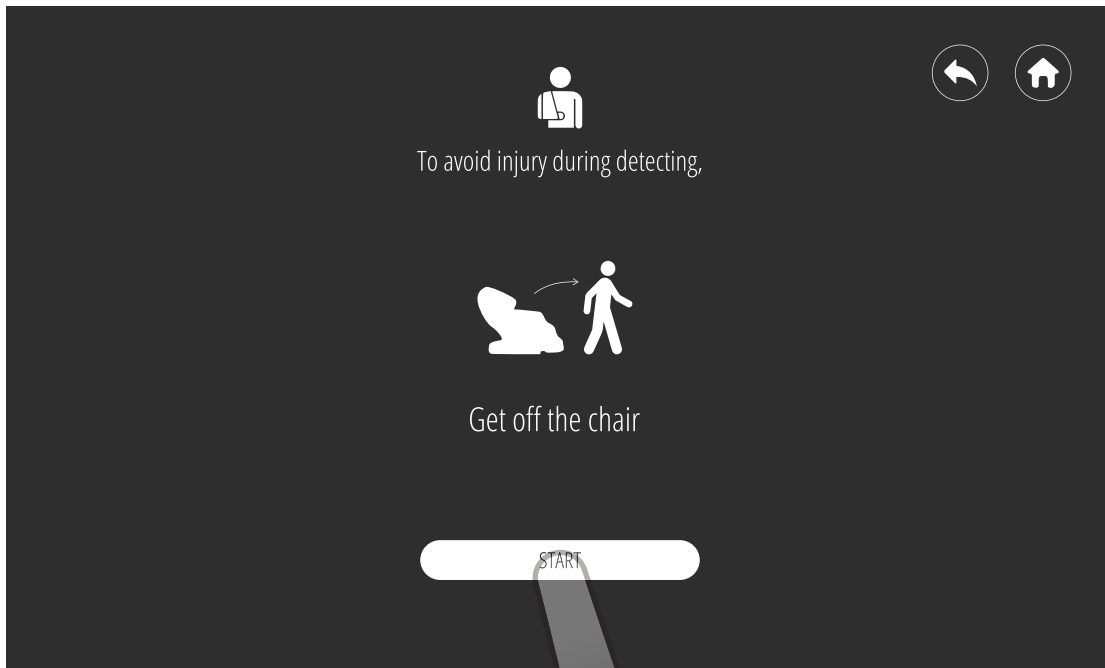 To avoid injury during detecting,
Get off the chair
START